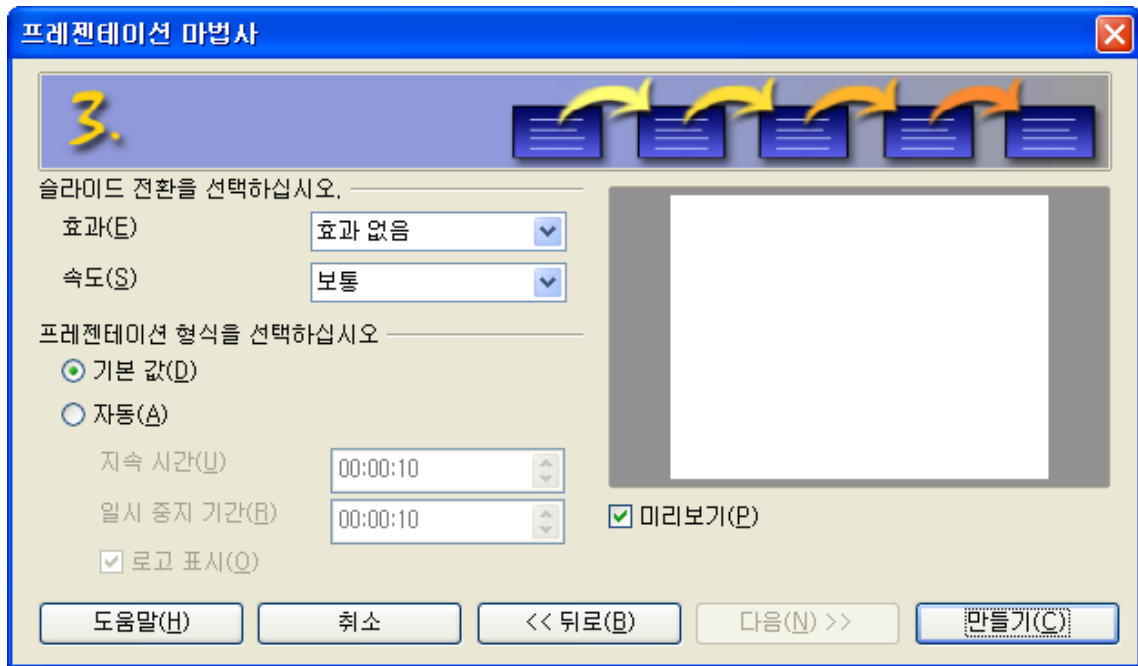 프레젠테이션 마법사
3.
슬라이드 전환을 선택하십시오.
효과(E) 효과 없음
속도(S) 보통
프레젠테이션 형식을 선택하십시오
기본 값(D)
자동(A)
지속 시간(U) 00:00:10
일시 중지 기간(R) 00:00:10
로고 표시(O)
미리보기(P)
도움말(H) 취소 << 뒤로(B) 다음(N) >> 만들기(C)